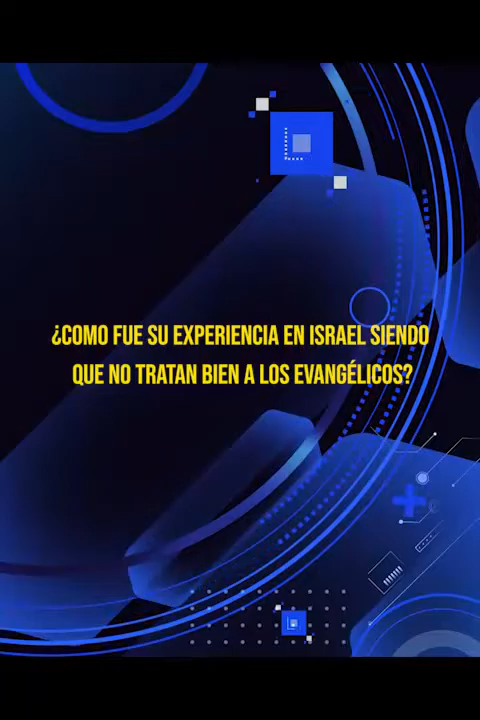 ¿COMO FUE SU EXPERIENCIA EN ISRAEL SIENDO
QUE NO TRATAN BIEN A LOS EVANGÉLICOS?